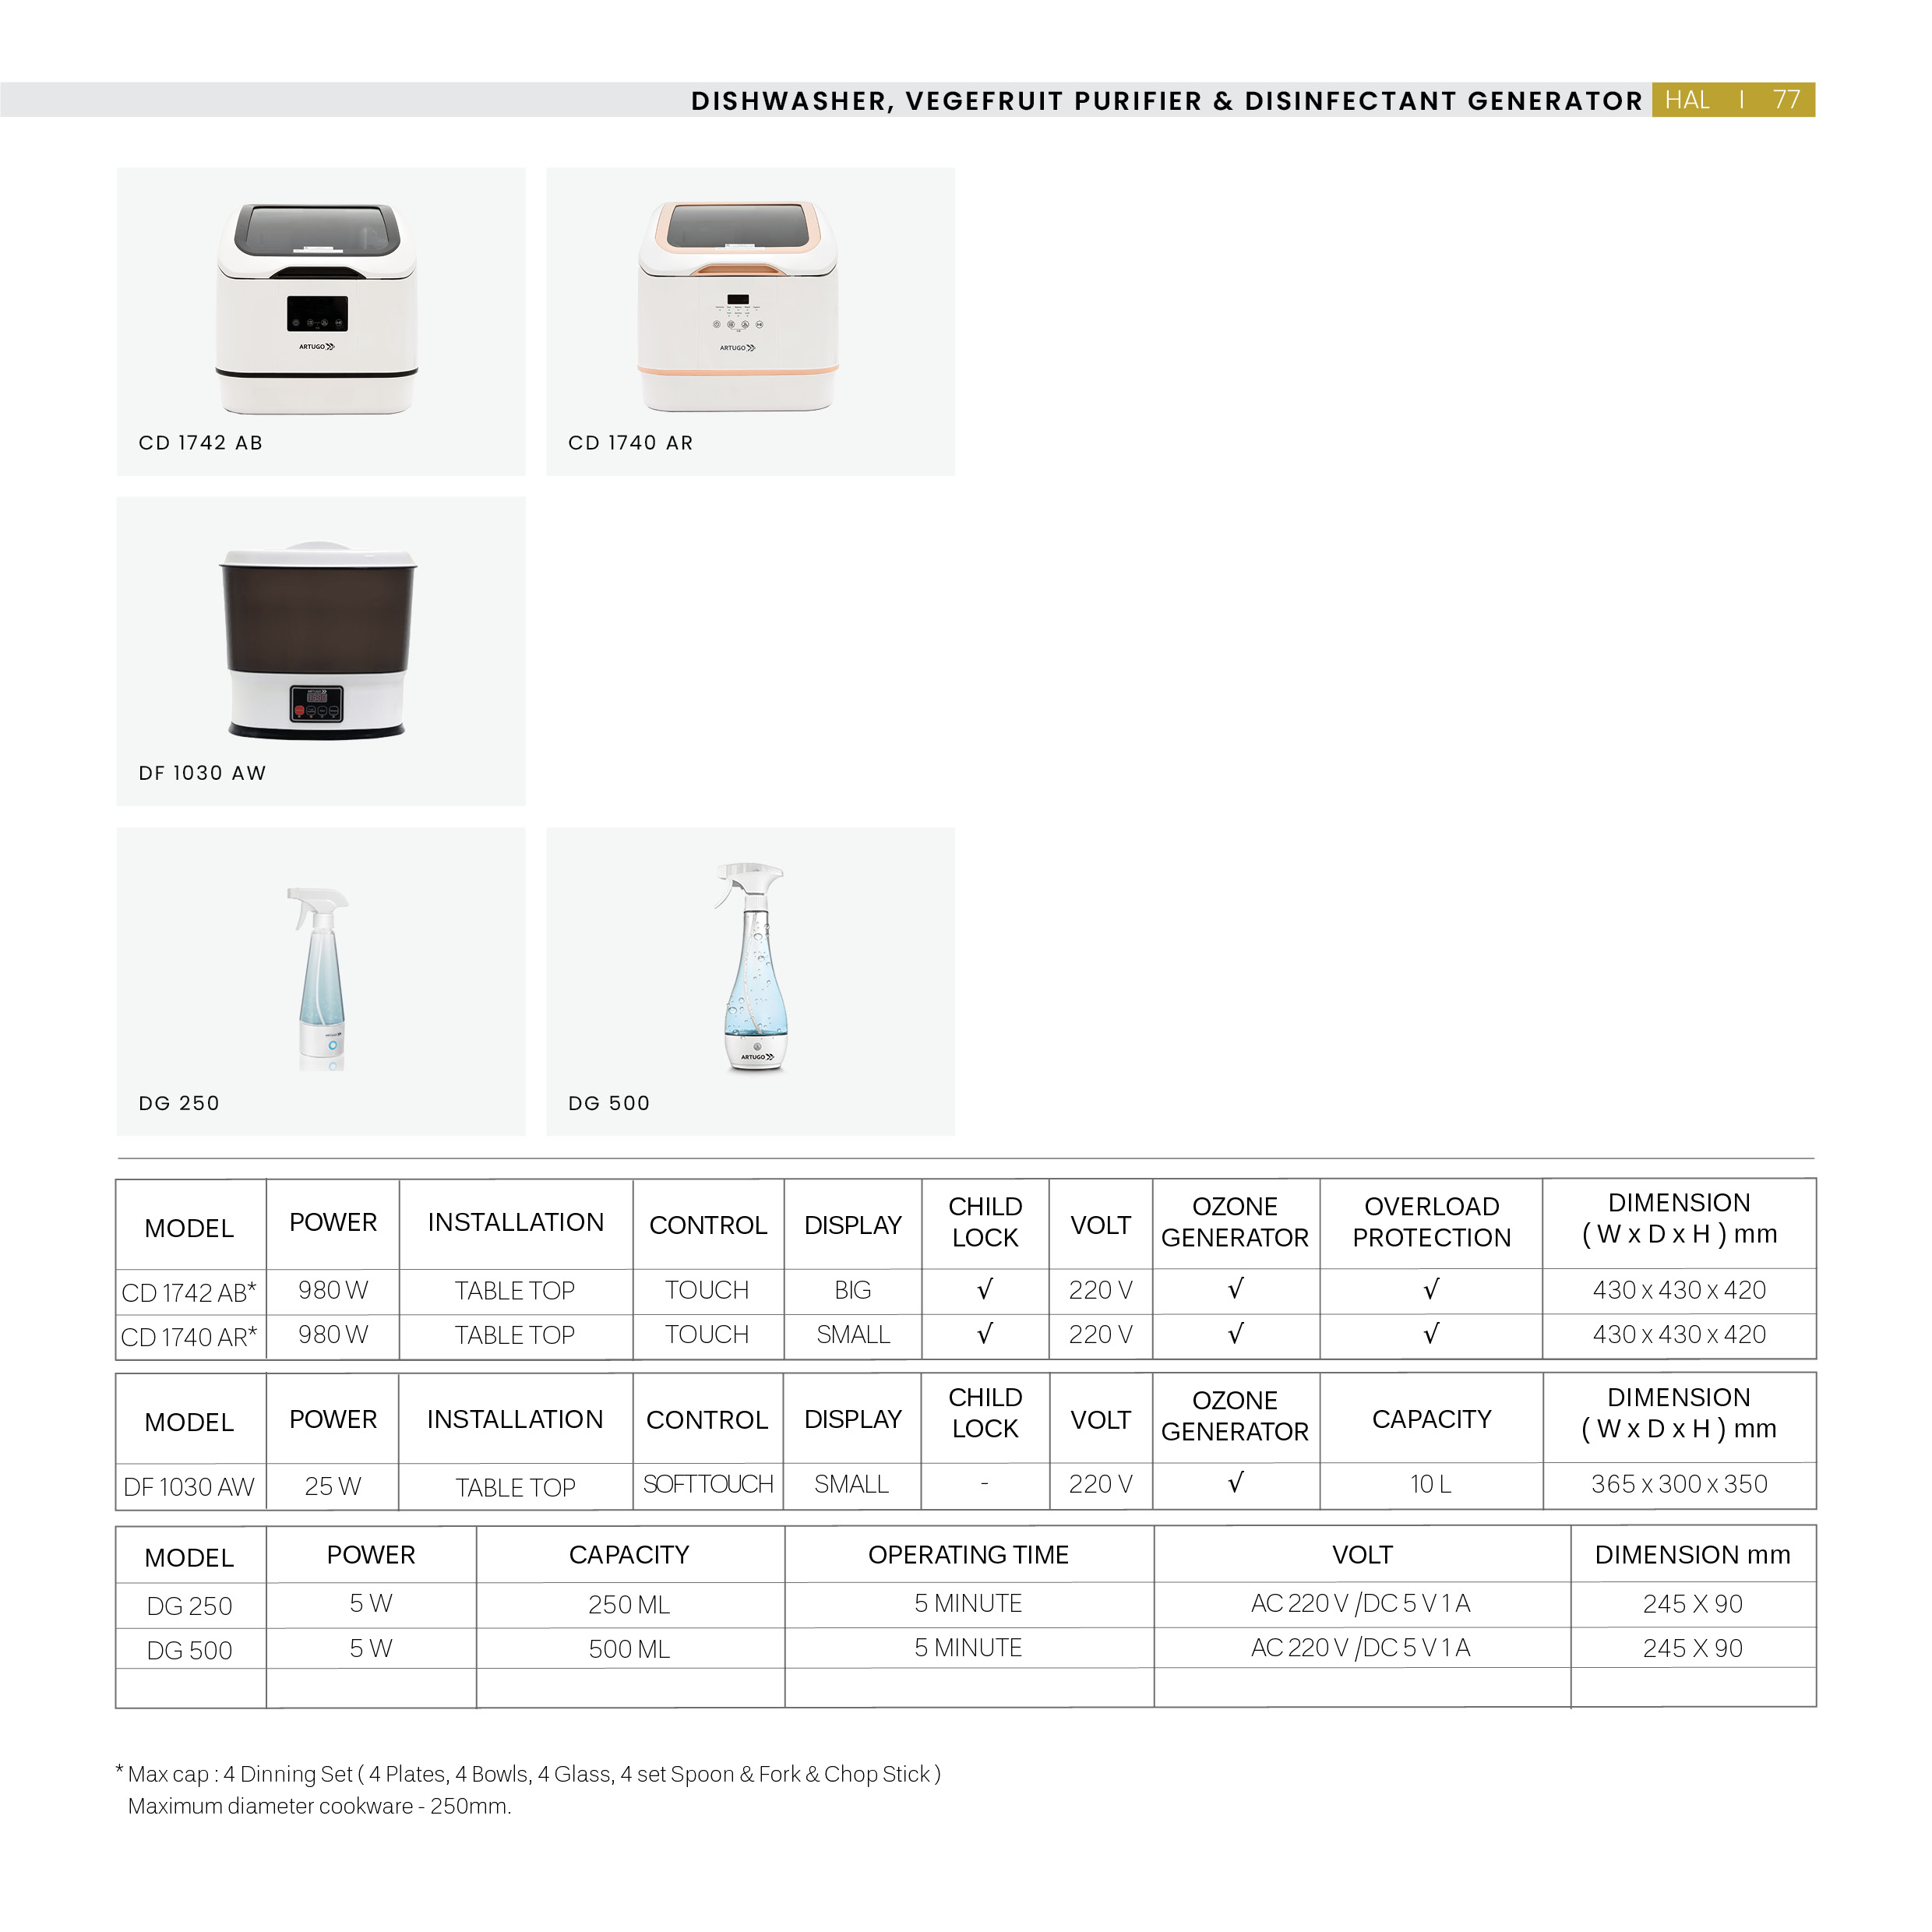 DISHWASHER, VEGEFRUIT PURIFIER & DISINFECTANT GENERATOR HAL I 77
ARTUGO
ARTUGO
CD 1742 AB
CD 1740 AR
ARTUGO
DF 1030 AW
ARTUGO
ARTUGO
DG 250
DG 500
MODEL POWER INSTALLATION CONTROL DISPLAY CHILD LOCK VOLT OZONE GENERATOR OVERLOAD PROTECTION DIMENSION ( W x D x H ) mm
CD 1742 AB* 980 W TABLE TOP TOUCH BIG √ 220 V √ √ 430 x 430 x 420
CD 1740 AR* 980 W TABLE TOP TOUCH SMALL √ 220 V √ √ 430 x 430 x 420
MODEL POWER INSTALLATION CONTROL DISPLAY CHILD LOCK VOLT OZONE GENERATOR CAPACITY DIMENSION ( W x D x H ) mm
DF 1030 AW 25 W TABLE TOP SOFTTOUCH SMALL - 220 V √ 10 L 365 x 300 x 350
MODEL POWER CAPACITY OPERATING TIME VOLT DIMENSION mm
DG 250 5 W 250 ML 5 MINUTE AC 220 V /DC 5 V 1 A 245 X 90
DG 500 5 W 500 ML 5 MINUTE AC 220 V /DC 5 V 1 A 245 X 90
* Max cap : 4 Dinning Set ( 4 Plates, 4 Bowls, 4 Glass, 4 set Spoon & Fork & Chop Stick )
Maximum diameter cookware - 250mm.